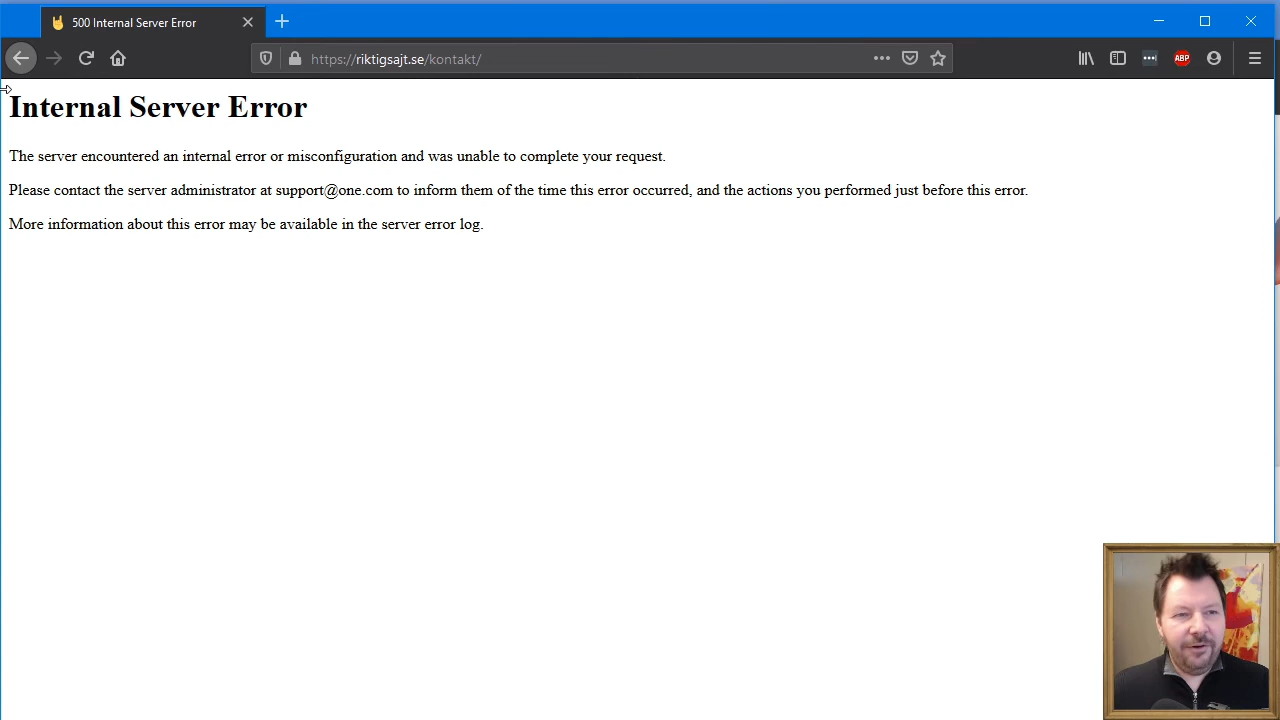 500 Internal Server Error
https://riktigsajt.se/kontakt/
ABP
Internal Server Error
The server encountered an internal error or misconfiguration and was unable to complete your request.
Please contact the server administrator at support@one.com to inform them of the time this error occurred, and the actions you performed just before this error.
More information about this error may be available in the server error log.